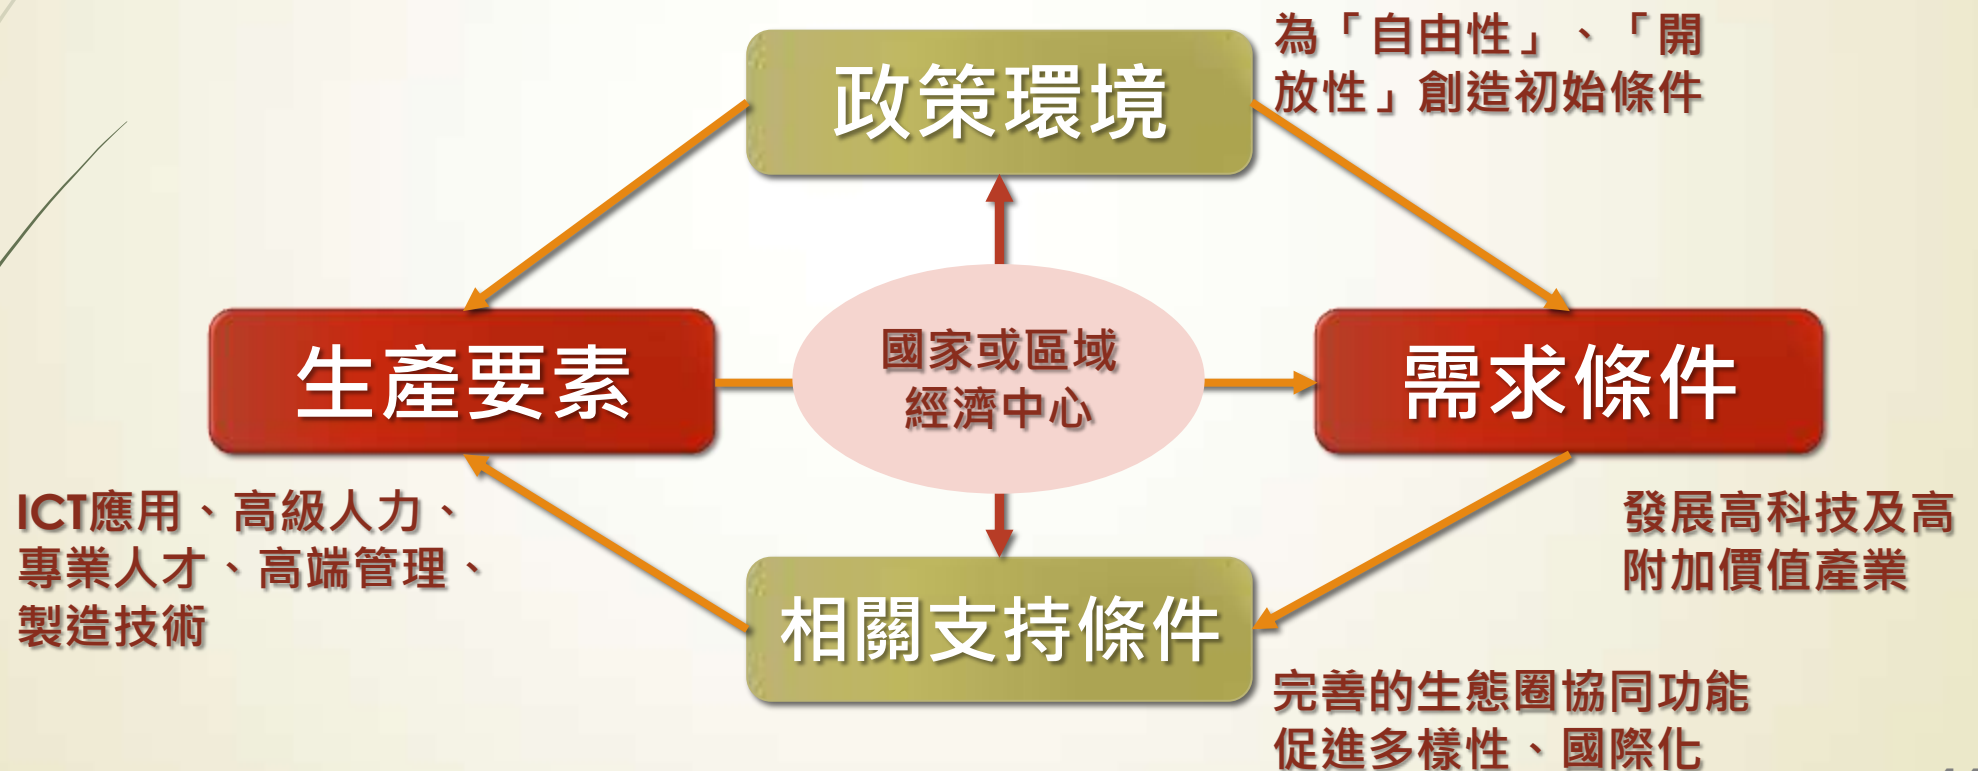 為「自由性」、「開
放性」創造初始條件
政策環境
生產要素
國家或區域
經濟中心
需求條件
ICT應用、高級人力、
專業人才、高端管理、
製造技術
發展高科技及高
附加價值產業
相關支持條件
完善的生態圈協同功能
促進多樣性、國際化